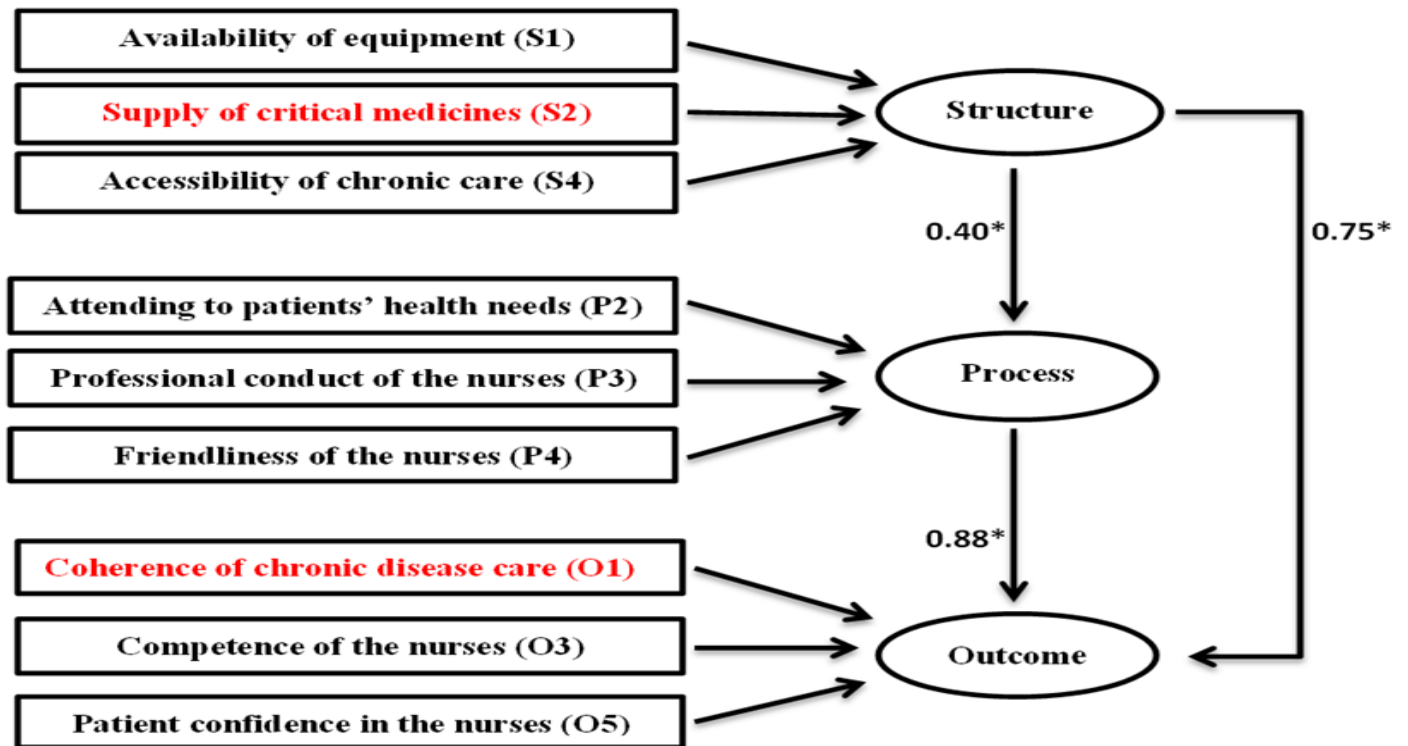 Availability of equipment (S1)
Supply of critical medicines (S2)
Accessibility of chronic care (S4)
Structure
0.40*
0.75*
Attending to patients’ health needs (P2)
Professional conduct of the nurses (P3)
Friendliness of the nurses (P4)
Process
0.88*
Coherence of chronic disease care (O1)
Competence of the nurses (O3)
Patient confidence in the nurses (O5)
Outcome